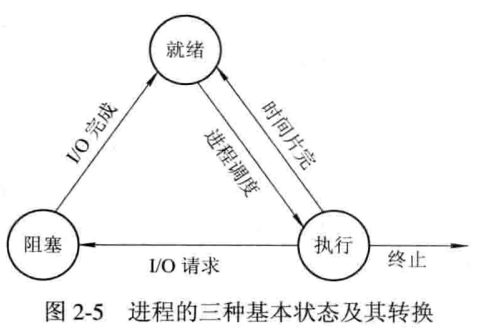 就绪
I/O 完成
进程调度
时间片完
阻塞
执行
I/O 请求
终止
图 2-5 进程的三种基本状态及其转换